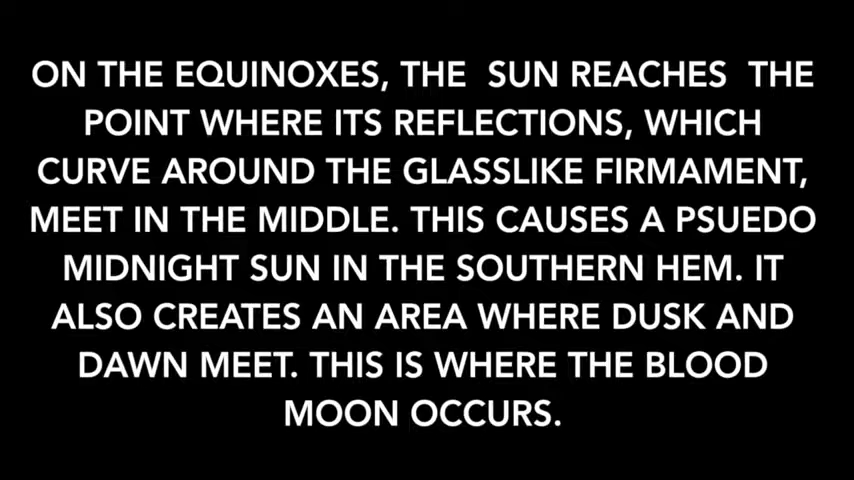 ON THE EQUINOXES, THE SUN REACHES THE
POINT WHERE ITS REFLECTIONS, WHICH
CURVE AROUND THE GLASSLIKE FIRMAMENT,
MEET IN THE MIDDLE. THIS CAUSES A PSUEDO
MIDNIGHT SUN IN THE SOUTHERN HEM. IT
ALSO CREATES AN AREA WHERE DUSK AND
DAWN MEET. THIS IS WHERE THE BLOOD
MOON OCCURS.